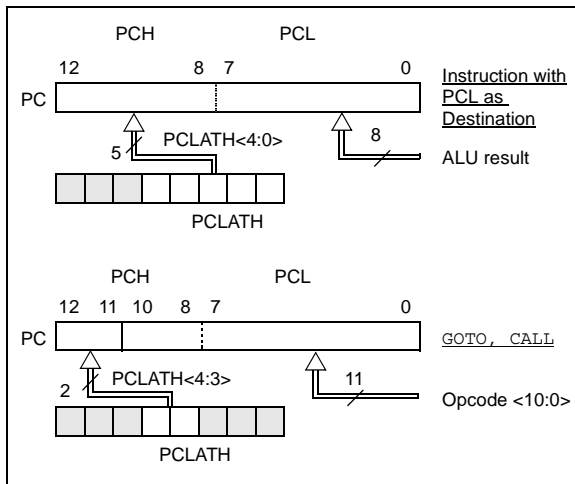 PCH PCL
12 8 7 0
PC
Instruction with
PCL as
Destination
5 PCLATH<4:0>
8
ALU result
PCLATH
PCH PCL
12 11 10 8 7 0
PC
GOTO, CALL
2 PCLATH<4:3>
11
Opcode <10:0>
PCLATH